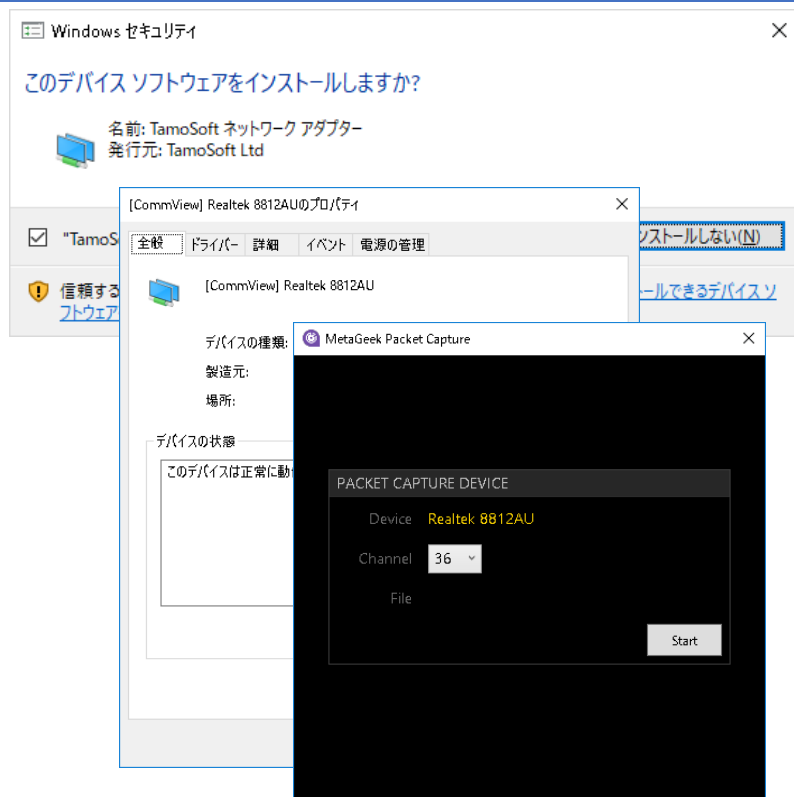 Windows セキュリティ
このデバイス ソフトウェアをインストールしますか?
名前: TamoSoft ネットワーク アダプター
発行元: TamoSoft Ltd
"TamoS
ンストールしない(N)
信頼する
フトウェア
ールできるデバイス ソ
[CommView] Realtek 8812AUのプロパティ
全般 ドライバー 詳細 イベント 電源の管理
[CommView] Realtek 8812AU
デバイスの種類:
製造元:
場所:
デバイスの状態
このデバイスは正常に動
MetaGeek Packet Capture
PACKET CAPTURE DEVICE
Device Realtek 8812AU
Channel 36
File
Start